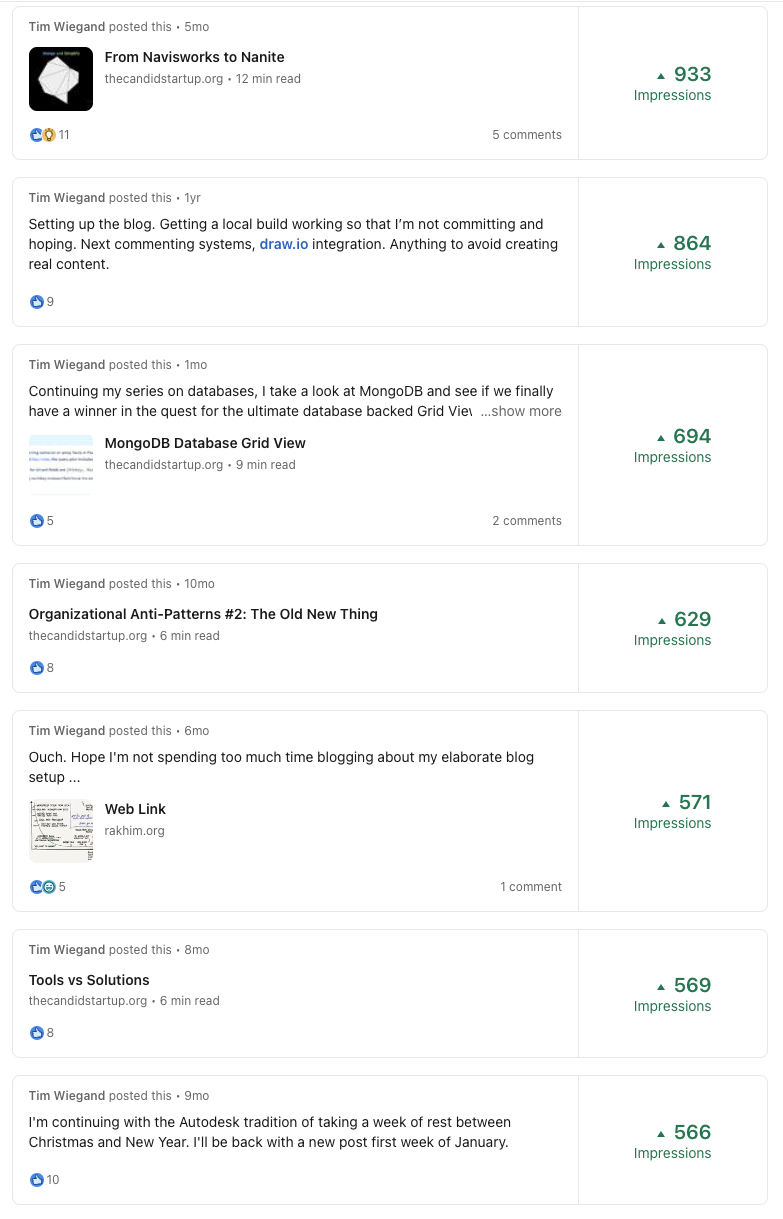 Tim Wiegand posted this • 5mo
From Navisworks to Nanite
thecandidstartup.org • 12 min read
11
5 comments
▲ 933
Impressions
Tim Wiegand posted this • 1yr
Setting up the blog. Getting a local build working so that I'm not committing and
hoping. Next commenting systems, draw.io integration. Anything to avoid creating
real content.
9
▲ 864
Impressions
Tim Wiegand posted this • 1mo
Continuing my series on databases, I take a look at MongoDB and see if we finally
have a winner in the quest for the ultimate database backed Grid View ...show more
MongoDB Database Grid View
thecandidstartup.org • 9 min read
5
2 comments
▲ 694
Impressions
Tim Wiegand posted this • 10mo
Organizational Anti-Patterns #2: The Old New Thing
thecandidstartup.org • 6 min read
8
▲ 629
Impressions
Tim Wiegand posted this • 6mo
Ouch. Hope I'm not spending too much time blogging about my elaborate blog
setup ...
Web Link
rakhim.org
5
1 comment
▲ 571
Impressions
Tim Wiegand posted this • 8mo
Tools vs Solutions
thecandidstartup.org • 6 min read
8
▲ 569
Impressions
Tim Wiegand posted this • 9mo
I'm continuing with the Autodesk tradition of taking a week of rest between
Christmas and New Year. I'll be back with a new post first week of January.
10
▲ 566
Impressions